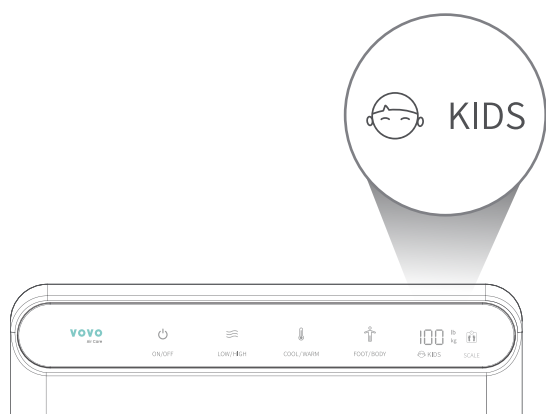 KIDS
VOVO
Air Care
ON/OFF
LOW/HIGH
COOL/WARM
FOOT/BODY
100 lb kg
KIDS
SCALE